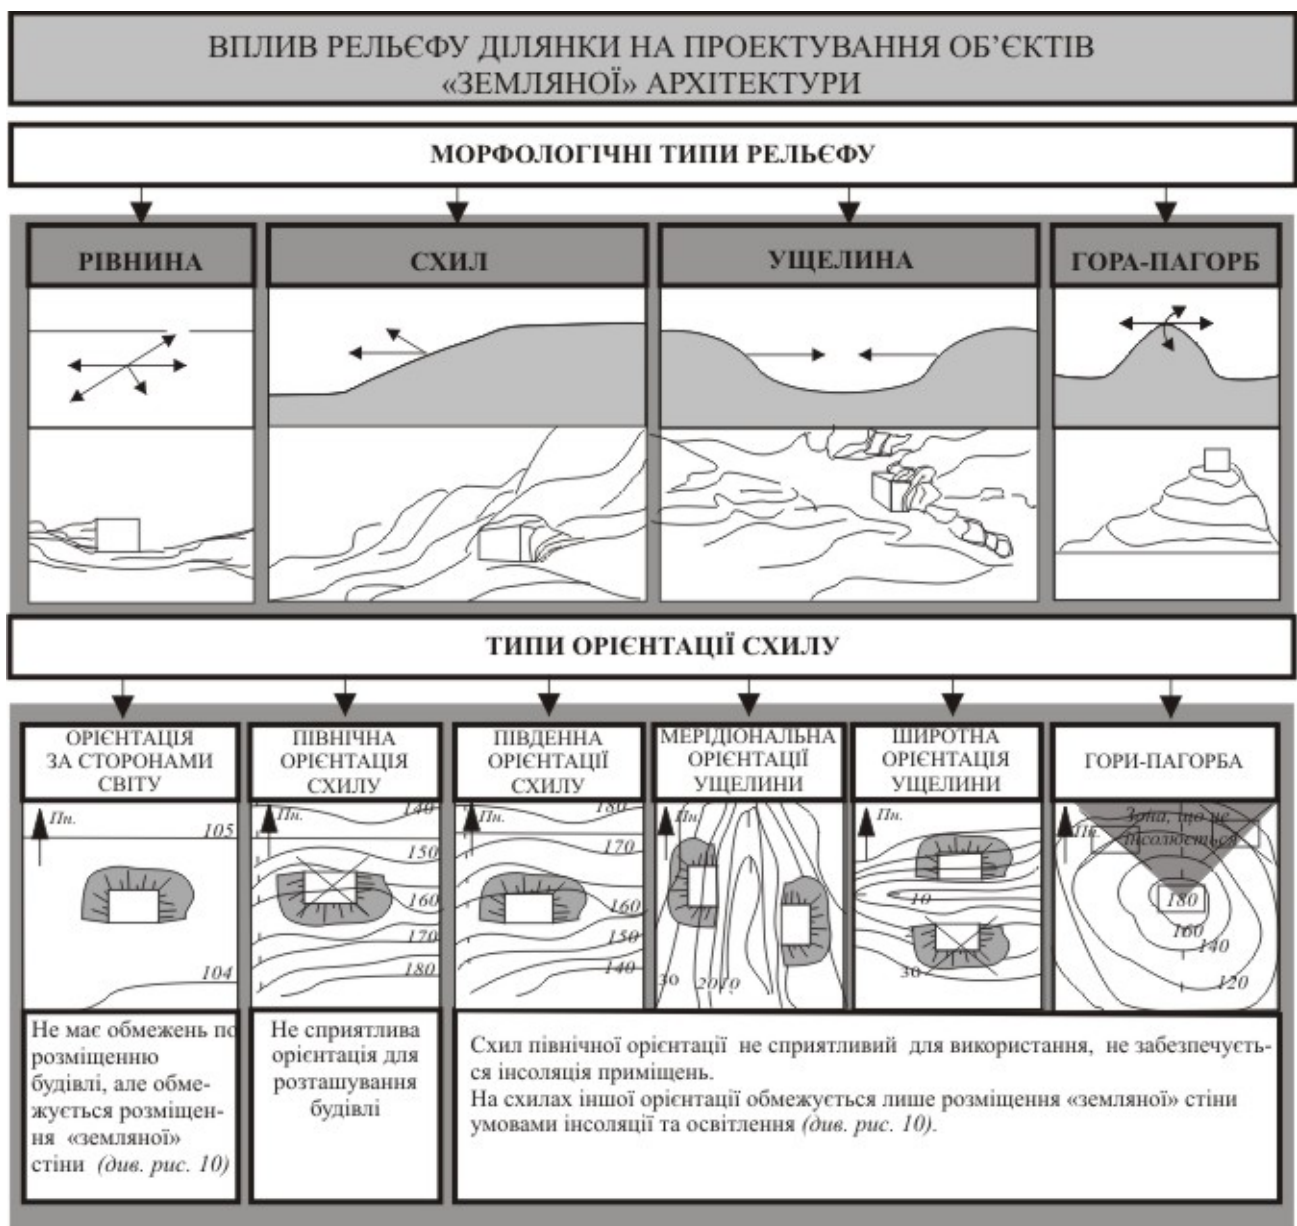 ВПЛИВ РЕЛЬЄФУ ДІЛЯНКИ НА ПРОЕКТУВАННЯ ОБ’ЄКТІВ
«ЗЕМЛЯНОЇ» АРХІТЕКТУРИ
МОРФОЛОГІЧНІ ТИПИ РЕЛЬЄФУ
РІВНИНА
СХИЛ
УЩЕЛИНА
ГОРА-ПАГОРБ
ТИПИ ОРІЄНТАЦІЇ СХИЛУ
ОРІЄНТАЦІЯ
ЗА СТОРОНАМИ
СВІТУ
ПІВНІЧНА
ОРІЄНТАЦІЯ
СХИЛУ
ПІВДЕННА
ОРІЄНТАЦІЇ
СХИЛУ
МЕРІДІОНАЛЬНА
ОРІЄНТАЦІЇ
УЩЕЛИНИ
ШИРОТНА
ОРІЄНТАЦІЯ
УЩЕЛИНИ
ГОРИ-ПАГОРБА
Пн.
105
104
Пн.
140
150
160
170
180
Пн.
180
170
160
150
140
Пн.
30
20
10
Пн.
10
30
Пн.
Зона, що не
інсолюється
180
160
140
120
Не має обмежень по
розміщенню
будівлі, але обме-
жується розміщен-
ня «земляної»
стіни (див. рис. 10)
Не сприятлива
орієнтація для
розташування
будівлі
Схил північної орієнтації не сприятливий для використання, не забезпечуєть-
ся інсоляція приміщень.
На схилах іншої орієнтації обмежується лише розміщення «земляної» стіни
умовами інсоляції та освітлення (див. рис. 10).